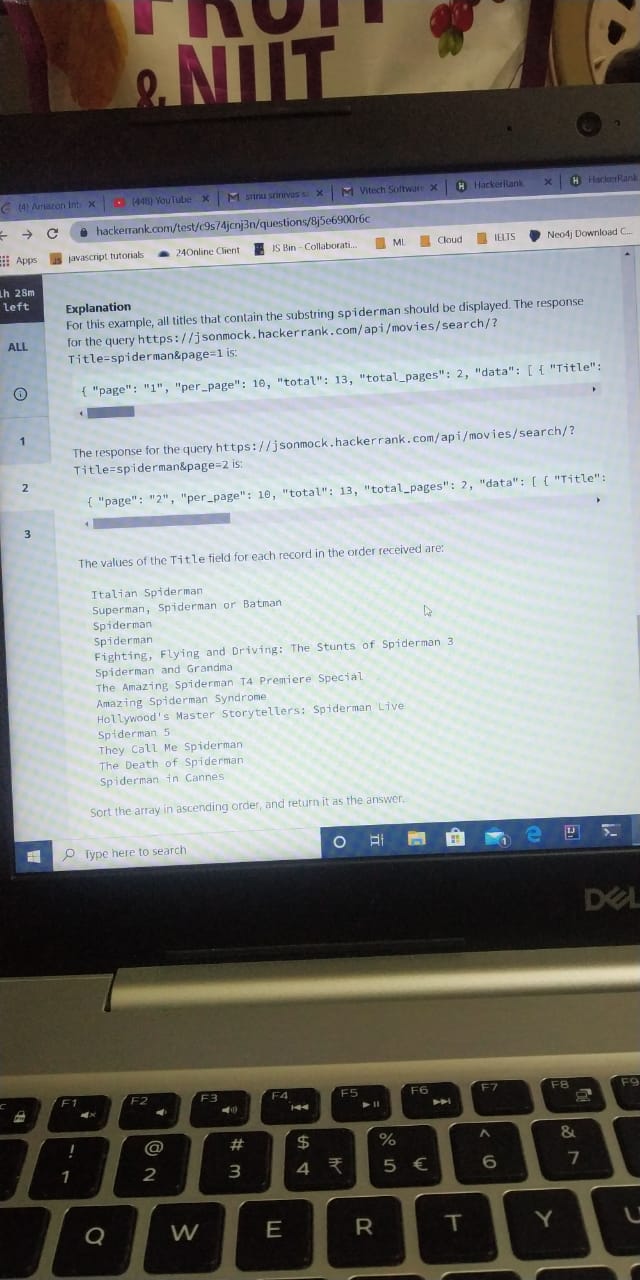 FRUIT
& NUT
(4) Amazon Int
(448) YouTube
srinu srinivas s
Vitech Software
HackerRank
HackerRank
hackerrank.com/test/c9s74jcnj3n/questions/8j5e6900r6c
Apps
javascript tutorials
24Online Client
JS Bin - Collaborati...
ML
Cloud
IELTS
Neo4j Download C...
1h 28m
left
ALL
1
2
3
Explanation
For this example, all titles that contain the substring spiderman should be displayed. The response
for the query https://jsonmock.hackerrank.com/api/movies/search/?
Title=spiderman&page=1 is:
{ "page": "1", "per_page": 10, "total": 13, "total_pages": 2, "data": [ { "Title":
The response for the query https://jsonmock.hackerrank.com/api/movies/search/?
Title=spiderman&page=2 is:
{ "page": "2", "per_page": 10, "total": 13, "total_pages": 2, "data": [ { "Title":
The values of the Title field for each record in the order received are:
Italian Spiderman
Superman, Spiderman or Batman
Spiderman
Spiderman
Fighting, Flying and Driving: The Stunts of Spiderman 3
Spiderman and Grandma
The Amazing Spiderman T4 Premiere Special
Amazing Spiderman Syndrome
Hollywood's Master Storytellers: Spiderman Live
Spiderman 5
They Call Me Spiderman
The Death of Spiderman
Spiderman in Cannes
Sort the array in ascending order, and return it as the answer.
Type here to search
1
DELL
F1 F2 F3 F4 F5 F6 F7 F8 F9
! @ # $ % ^ &
1 2 3 4 ₹ 5 € 6 7
Q W E R T Y U